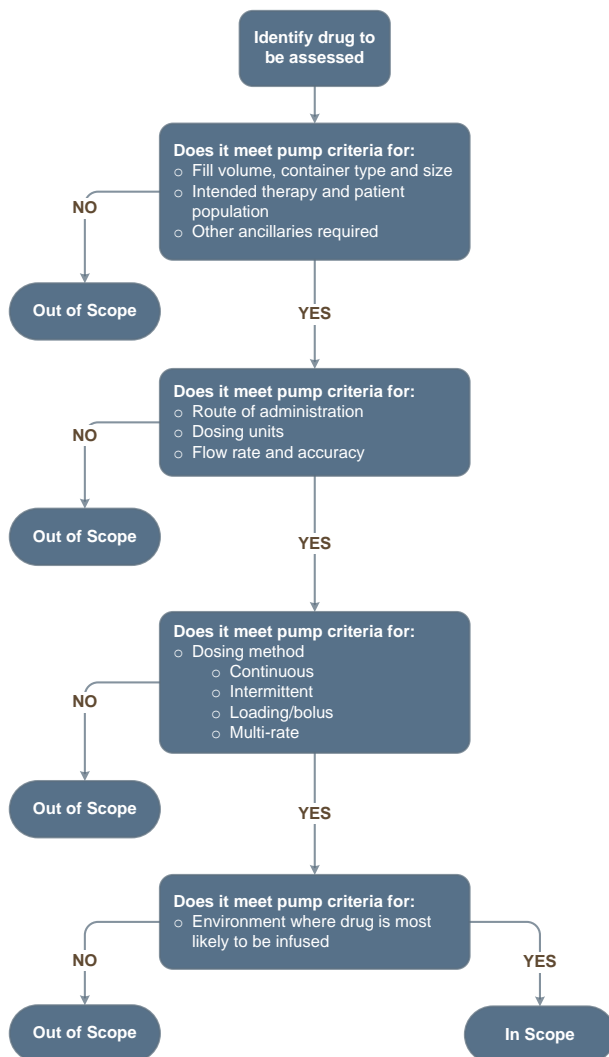 Identify drug to
be assessed
Does it meet pump criteria for:
○ Fill volume, container type and size
○ Intended therapy and patient
population
○ Other ancillaries required
NO
Out of Scope
YES
Does it meet pump criteria for:
○ Route of administration
○ Dosing units
○ Flow rate and accuracy
NO
Out of Scope
YES
Does it meet pump criteria for:
○ Dosing method
○ Continuous
○ Intermittent
○ Loading/bolus
○ Multi-rate
NO
Out of Scope
YES
Does it meet pump criteria for:
○ Environment where drug is most
likely to be infused
NO
YES
Out of Scope
In Scope